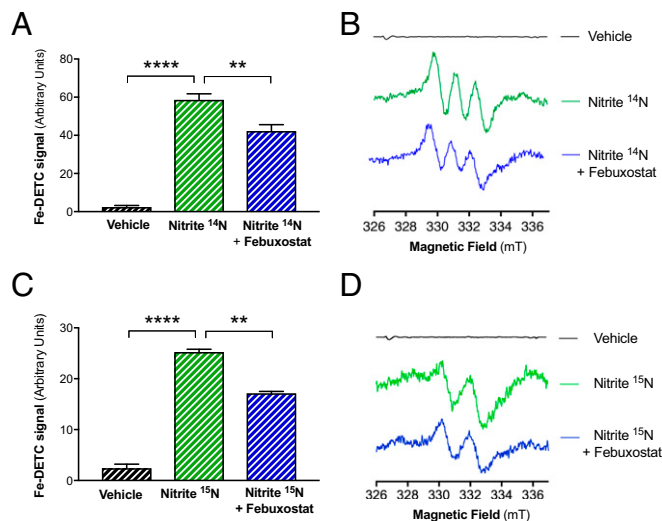 A
Fe-DETC signal (Arbitrary Units)
80
60
40
20
0
****
**
Vehicle
Nitrite ¹⁴N
Nitrite ¹⁴N
+ Febuxostat
B
Vehicle
Nitrite ¹⁴N
Nitrite ¹⁴N
+ Febuxostat
326 328 330 332 334 336
Magnetic Field (mT)
C
Fe-DETC signal (Arbitrary Units)
30
20
10
0
****
**
Vehicle
Nitrite ¹⁵N
Nitrite ¹⁵N
+ Febuxostat
D
Vehicle
Nitrite ¹⁵N
Nitrite ¹⁵N
+ Febuxostat
326 328 330 332 334 336
Magnetic Field (mT)